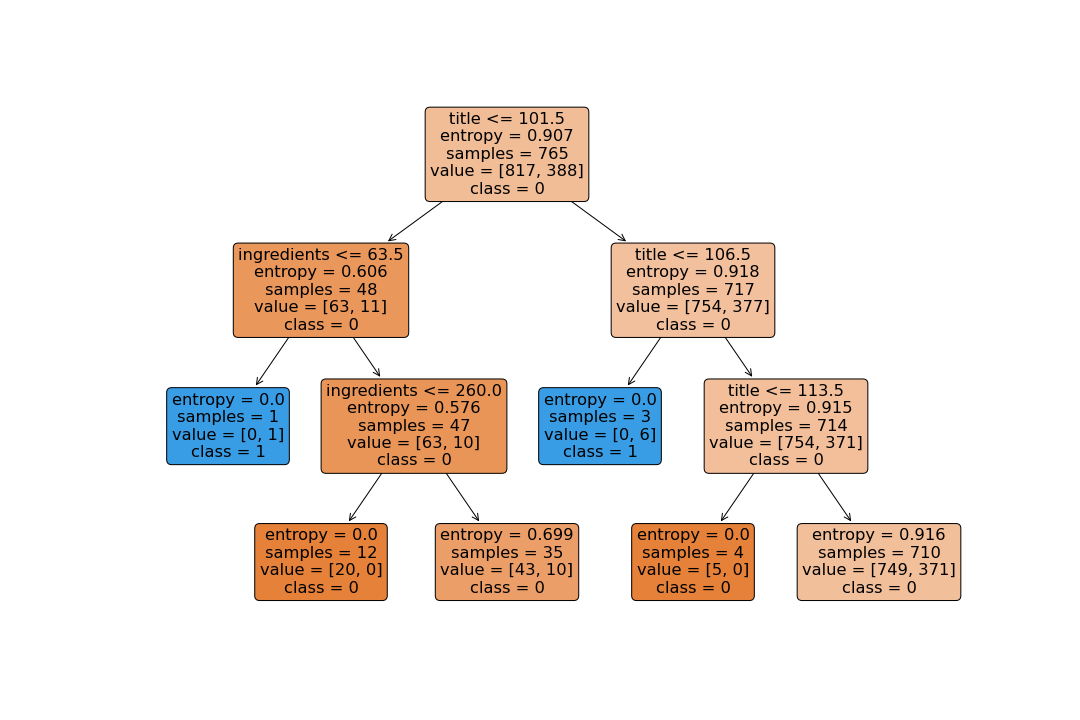 title <= 101.5
entropy = 0.907
samples = 765
value = [817, 388]
class = 0
ingredients <= 63.5
entropy = 0.606
samples = 48
value = [63, 11]
class = 0
title <= 106.5
entropy = 0.918
samples = 717
value = [754, 377]
class = 0
entropy = 0.0
samples = 1
value = [0, 1]
class = 1
ingredients <= 260.0
entropy = 0.576
samples = 47
value = [63, 10]
class = 0
entropy = 0.0
samples = 3
value = [0, 6]
class = 1
title <= 113.5
entropy = 0.915
samples = 714
value = [754, 371]
class = 0
entropy = 0.0
samples = 12
value = [20, 0]
class = 0
entropy = 0.699
samples = 35
value = [43, 10]
class = 0
entropy = 0.0
samples = 4
value = [5, 0]
class = 0
entropy = 0.916
samples = 710
value = [749, 371]
class = 0